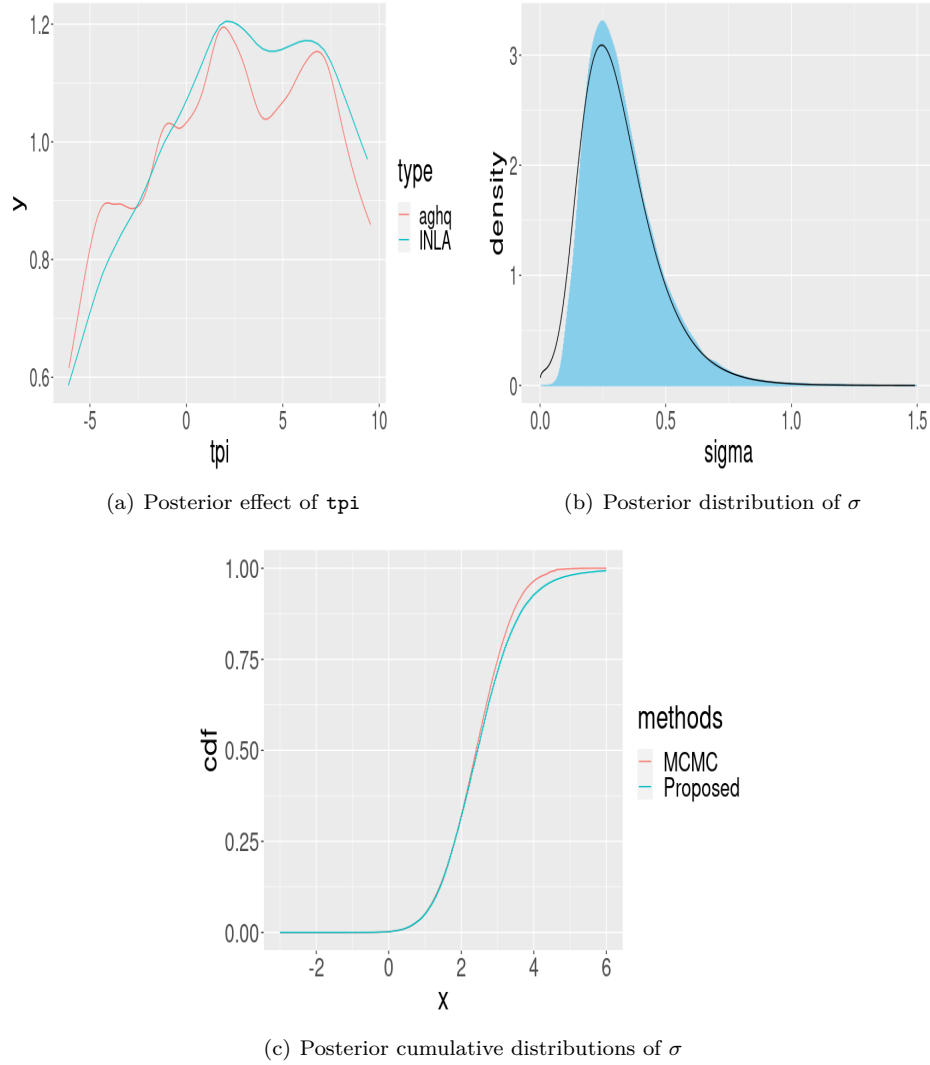 1.2
1.0
0.8
0.6
y
-5
0
5
10
tpi
type
aghq
INLA
(a) Posterior effect of tpi
3
2
1
0
density
0.0
0.5
1.0
1.5
sigma
(b) Posterior distribution of σ
1.00
0.75
0.50
0.25
0.00
cdf
-2
0
2
4
6
X
methods
MCMC
Proposed
(c) Posterior cumulative distributions of σ